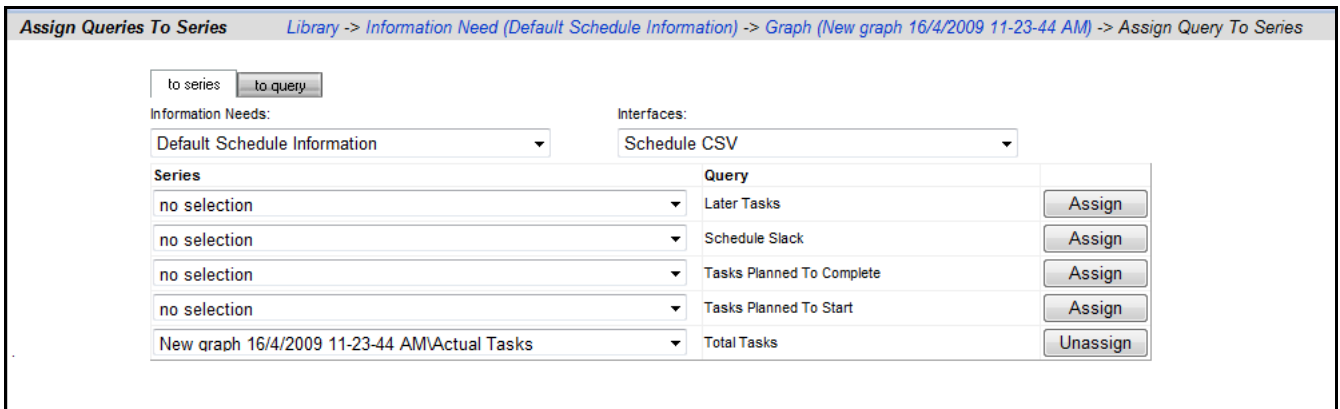 Assign Queries To Series Library -> Information Need (Default Schedule Information) -> Graph (New graph 16/4/2009 11-23-44 AM) -> Assign Query To Series
to series to query
Information Needs: Interfaces:
Default Schedule Information Schedule CSV
Series Query
no selection Later Tasks Assign
no selection Schedule Slack Assign
no selection Tasks Planned To Complete Assign
no selection Tasks Planned To Start Assign
New graph 16/4/2009 11-23-44 AM\Actual Tasks Total Tasks Unassign